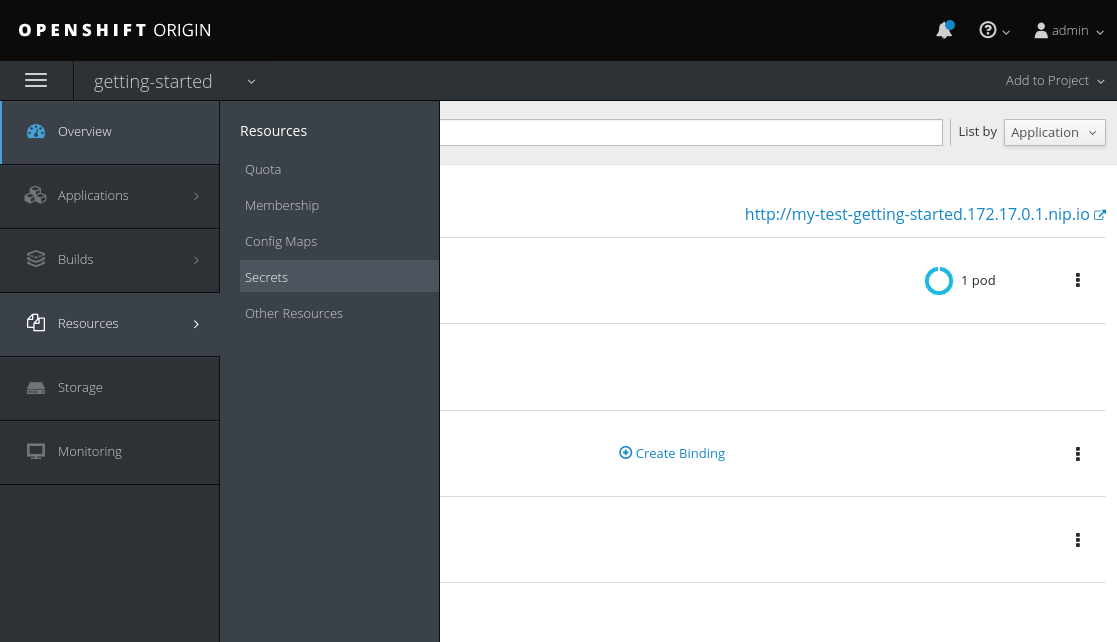 OPENSHIFT ORIGIN
admin
getting-started
Add to Project
Overview
Applications
Builds
Resources
Storage
Monitoring
Resources
Quota
Membership
Config Maps
Secrets
Other Resources
List by
Application
http://my-test-getting-started.172.17.0.1.nip.io
1 pod
Create Binding